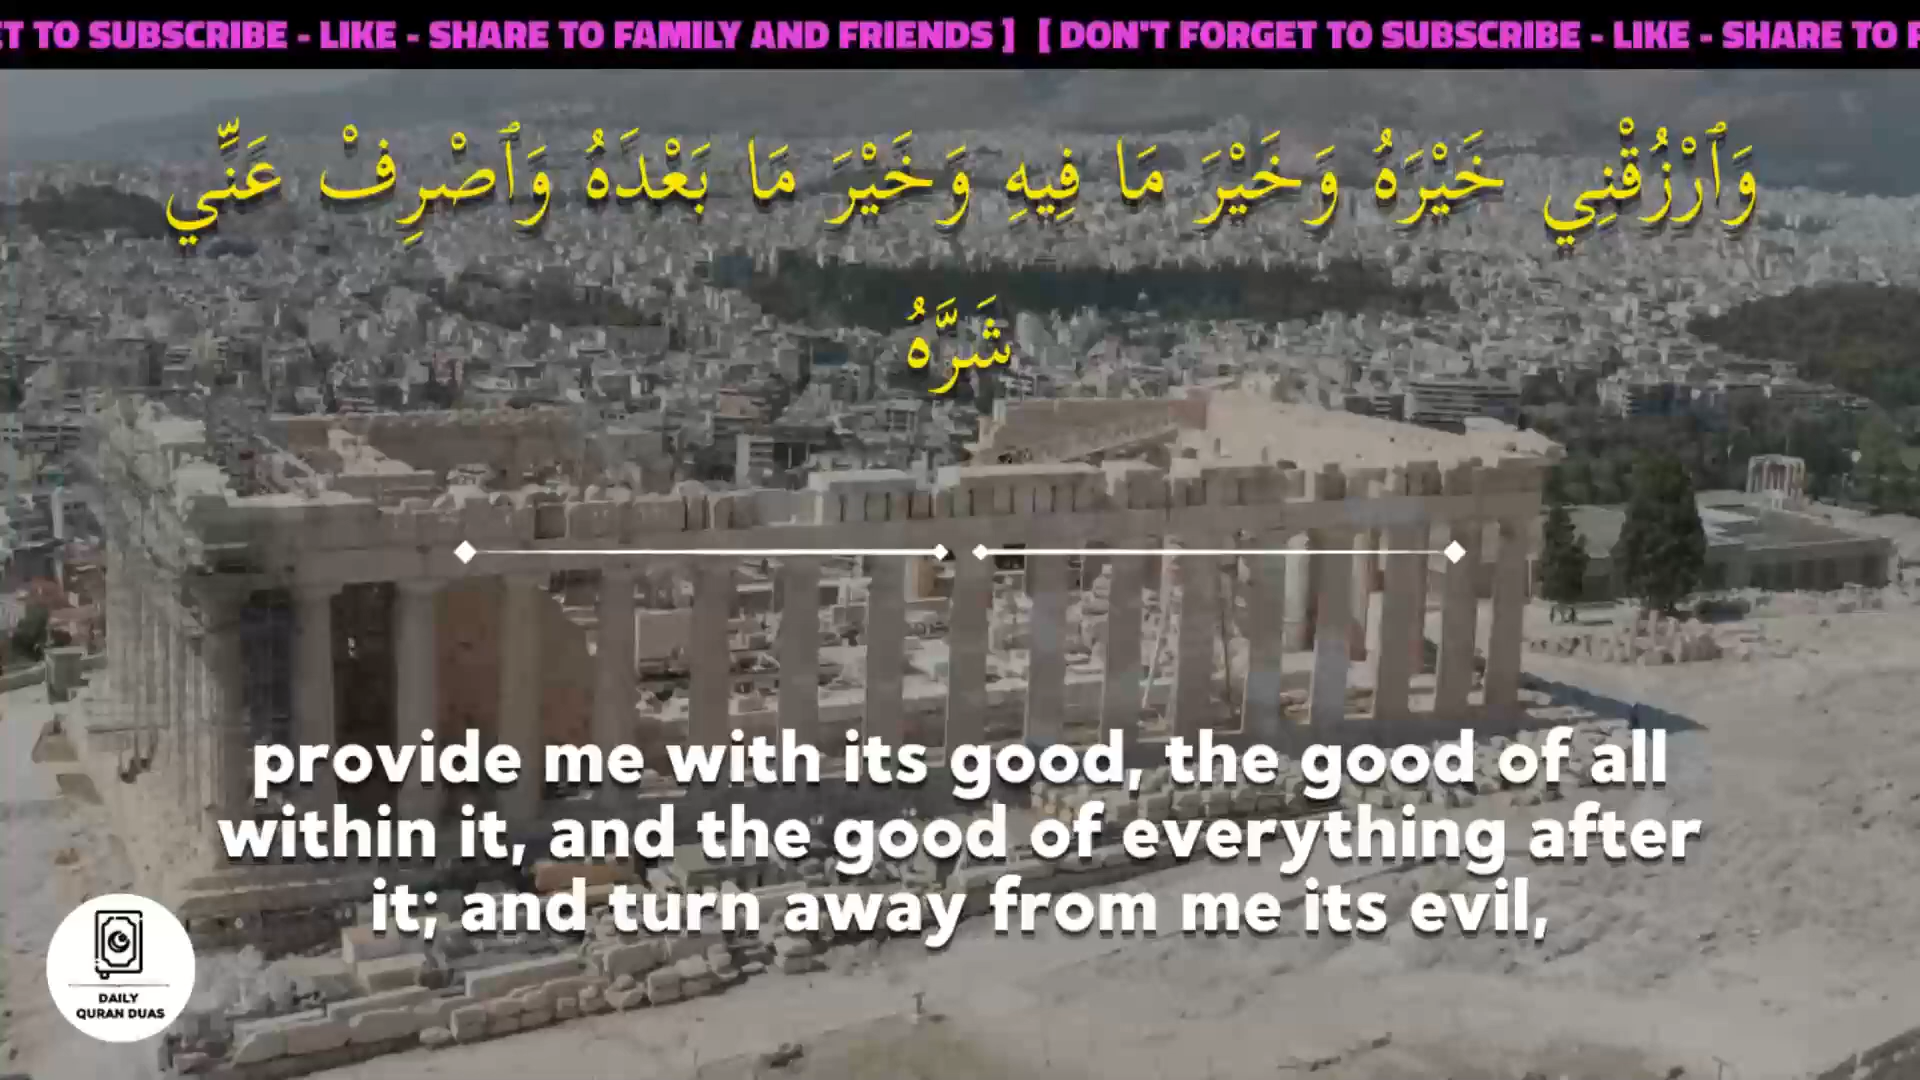 T TO SUBSCRIBE - LIKE - SHARE TO FAMILY AND FRIENDS ] [ DON'T FORGET TO SUBSCRIBE - LIKE - SHARE TO
وَٱرْزُقْنِي خَيْرَهُ وَخَيْرَ مَا فِيهِ وَخَيْرَ مَا بَعْدَهُ وَٱصْرِفْ عَنِّي
شَرَّهُ
provide me with its good, the good of all
within it, and the good of everything after
it; and turn away from me its evil,
DAILY
QURAN DUAS